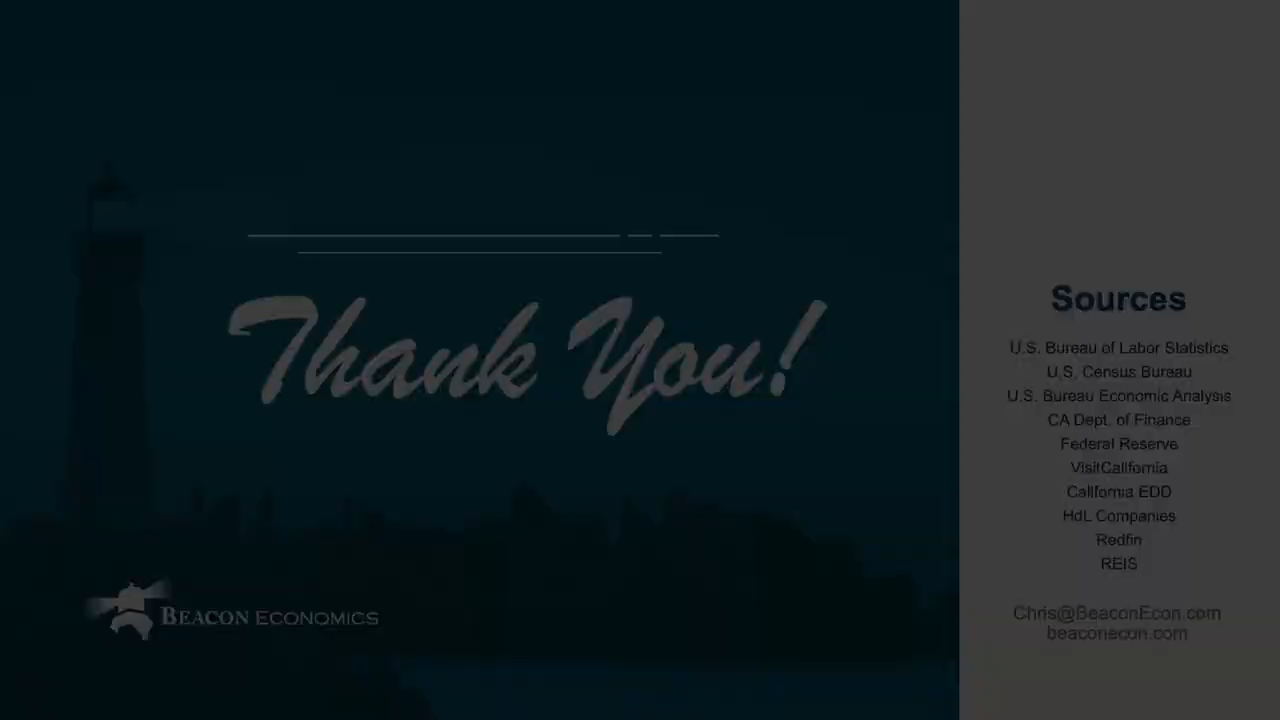 Thank You!
BEACON ECONOMICS
Sources
U.S. Bureau of Labor Statistics
U.S. Census Bureau
U.S. Bureau Economic Analysis
CA Dept. of Finance
Federal Reserve
VisitCalifornia
California EDD
HdL Companies
Redfin
REIS
Chris@BeaconEcon.com
beaconecon.com